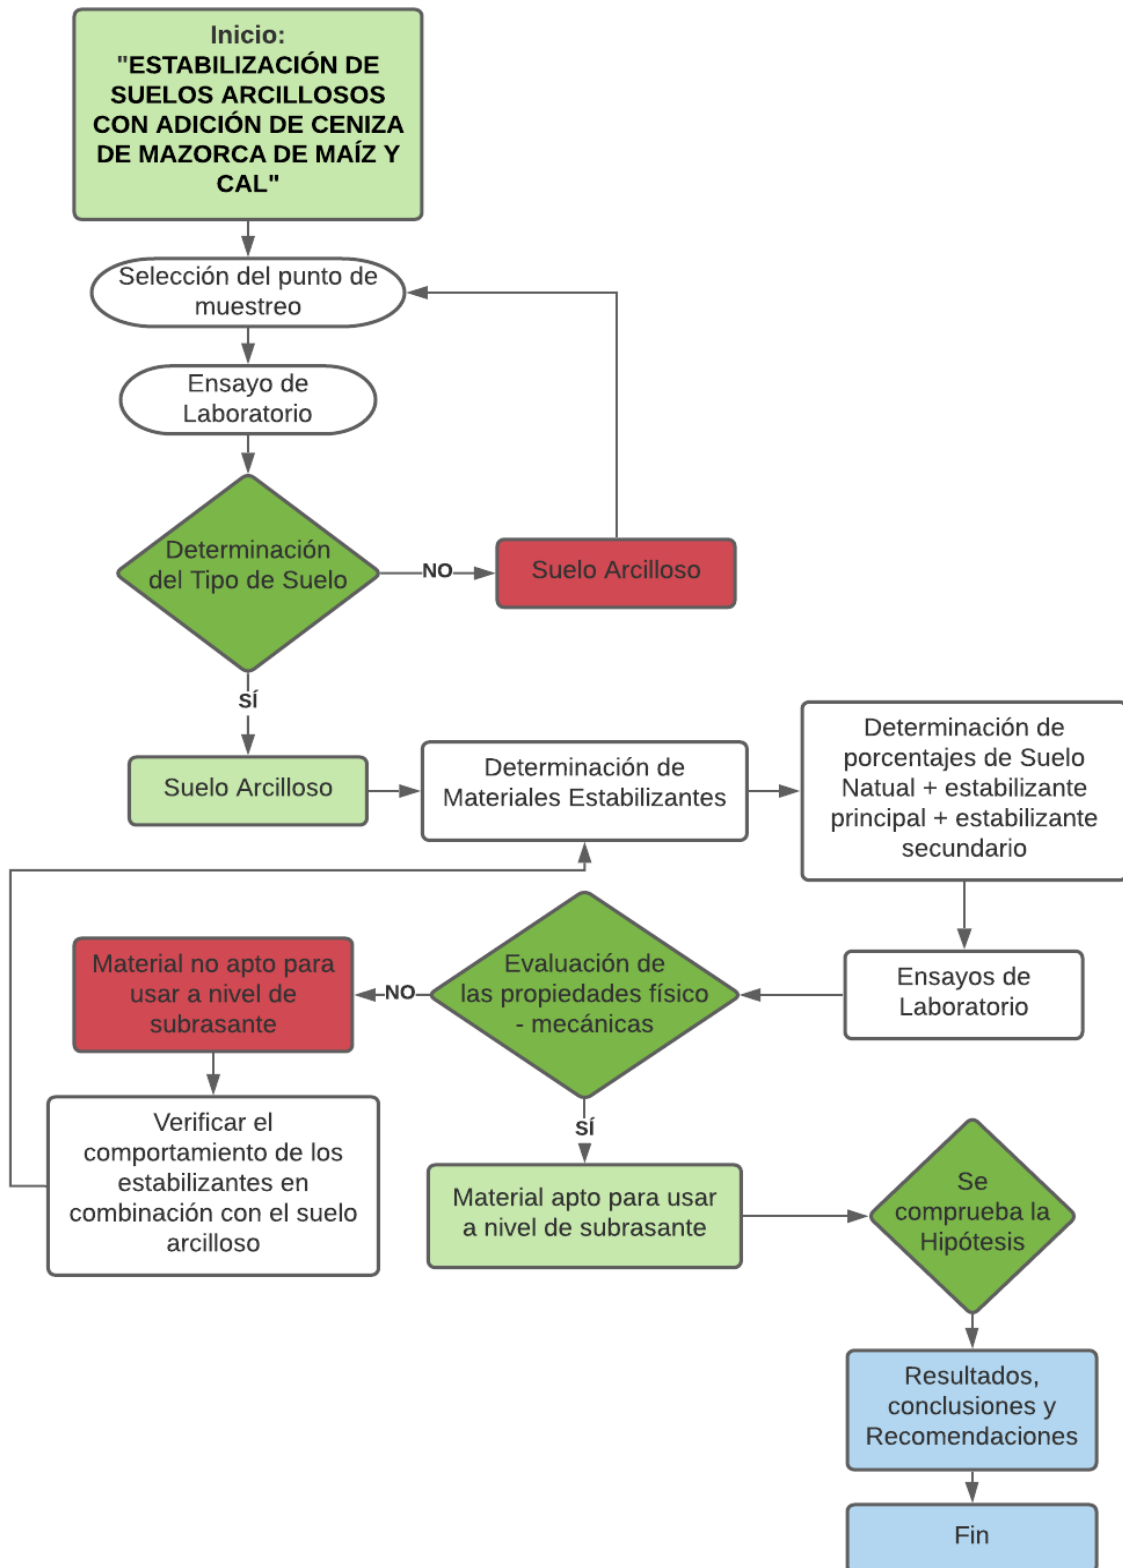 Inicio:
"ESTABILIZACIÓN DE
SUELOS ARCILLOSOS
CON ADICIÓN DE CENIZA
DE MAZORCA DE MAÍZ Y
CAL"
Selección del punto de
muestreo
Ensayo de
Laboratorio
Determinación
del Tipo de Suelo
NO
Suelo Arcilloso
SÍ
Suelo Arcilloso
Determinación de
Materiales Estabilizantes
Determinación de
porcentajes de Suelo
Natual + estabilizante
principal + estabilizante
secundario
Ensayos de
Laboratorio
Evaluación de
las propiedades físico
- mecánicas
NO
Material no apto para
usar a nivel de
subrasante
Verificar el
comportamiento de los
estabilizantes en
combinación con el suelo
arcilloso
SÍ
Material apto para usar
a nivel de subrasante
Se
comprueba la
Hipótesis
Resultados,
conclusiones y
Recomendaciones
Fin